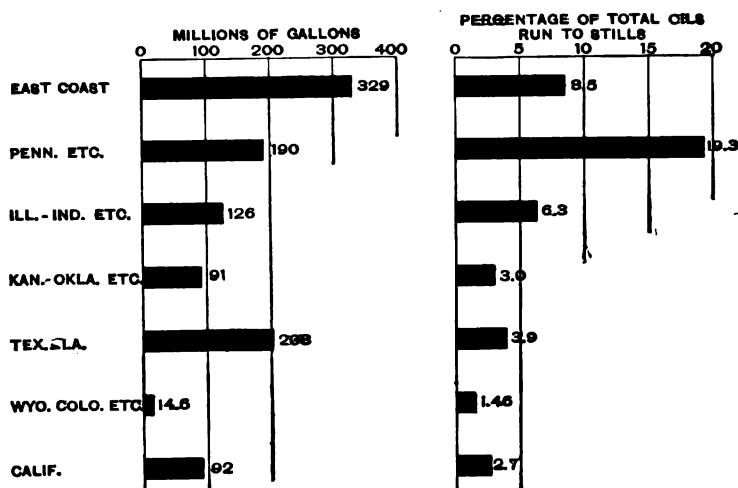 MILLIONS OF GALLONS
0 100 200 300 400
PERCENTAGE OF TOTAL OILS
RUN TO STILLS
0 5 10 15 20
EAST COAST 329 8.5
PENN. ETC. 190 19.3
ILL.-IND. ETC. 126 6.3
KAN.-OKLA. ETC. 91 3.0
TEX. LA. 3.9
WYO. COLO. ETC. 14.6 1.46
CALIF. 92 2.7